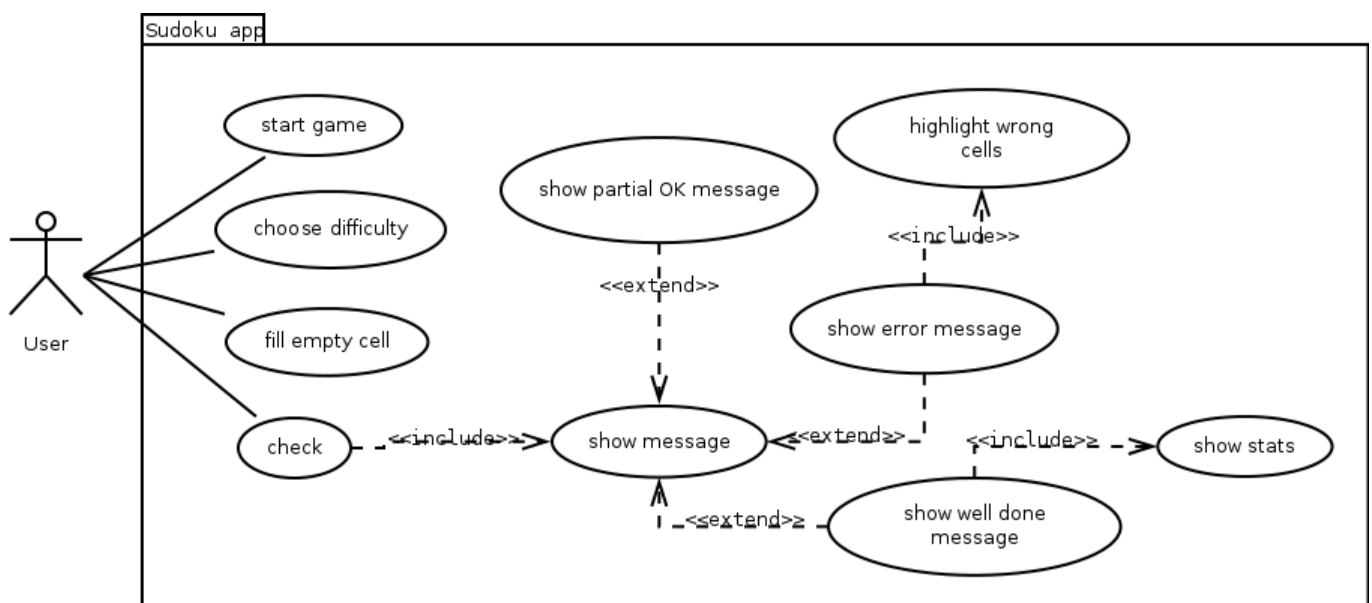 Sudoku app
start game
highlight wrong
cells
show partial OK message
choose difficulty
<<include>>
<<extend>>
fill empty cell
show error message
User
check
<<include>>
show message
<<extend>>
<<include>>
show stats
<<extend>>
show well done
message